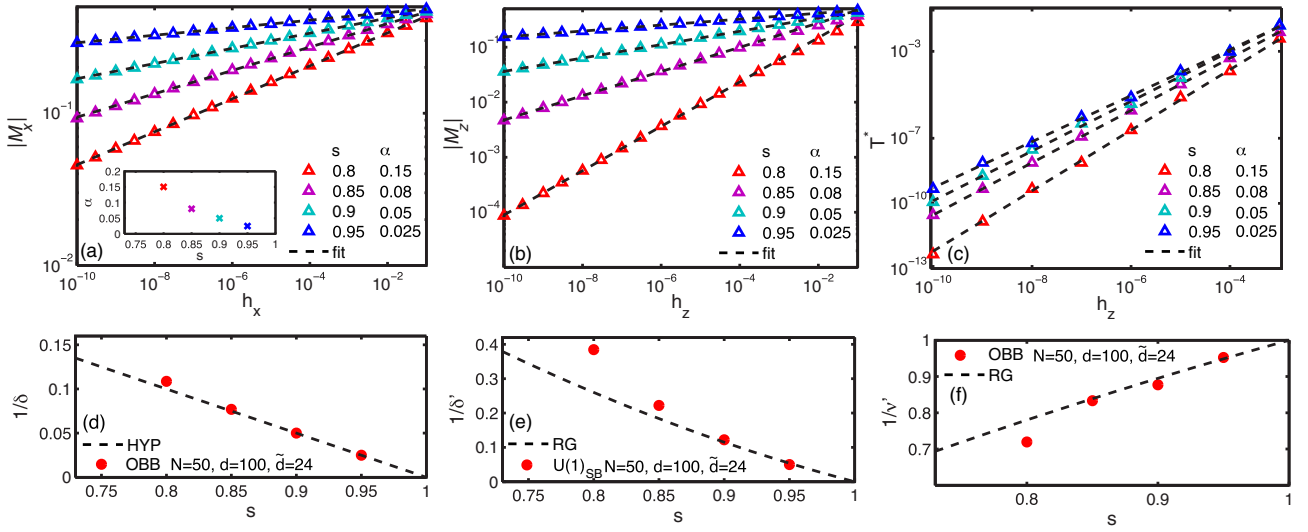 |Mₓ|
10⁻¹
10⁻²
s α
0.8 0.15
0.85 0.08
0.9 0.05
0.95 0.025
fit
(a)
α
0.2
0.15
0.1
0.05
0
0.75 0.8 0.85 0.9 0.95 1
s
10⁻¹⁰ 10⁻⁸ 10⁻⁶ 10⁻⁴ 10⁻²
hₓ
|M_z|
10⁻¹
10⁻²
10⁻³
10⁻⁴
s α
0.8 0.15
0.85 0.08
0.9 0.05
0.95 0.025
fit
(b)
10⁻¹⁰ 10⁻⁸ 10⁻⁶ 10⁻⁴ 10⁻²
h_z
T*
10⁻³
10⁻⁷
10⁻¹⁰
10⁻¹³
s α
0.8 0.15
0.85 0.08
0.9 0.05
0.95 0.025
fit
(c)
10⁻¹⁰ 10⁻⁸ 10⁻⁶ 10⁻⁴
h_z
1/δ
0.15
0.1
0.05
0
(d)
HYP
OBB N=50, d=100, d̃=24
0.75 0.8 0.85 0.9 0.95 1
s
1/δ'
0.4
0.3
0.2
0.1
0
(e)
RG
U(1)_SB N=50, d=100, d̃=24
0.75 0.8 0.85 0.9 0.95 1
s
1/ν'
1
0.9
0.8
0.7
OBB N=50, d=100, d̃=24
RG
(f)
0.8 0.9 1
s